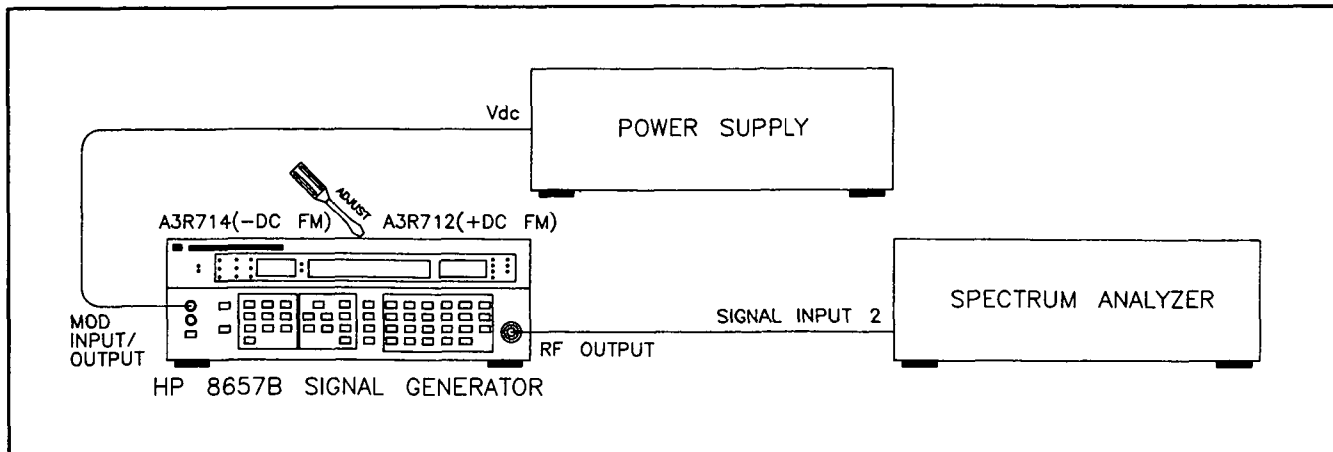 Vdc
POWER SUPPLY
ADJUST
A3R714(-DC FM)
A3R712(+DC FM)
SPECTRUM ANALYZER
SIGNAL INPUT 2
MOD
INPUT/
OUTPUT
RF OUTPUT
HP 8657B SIGNAL GENERATOR